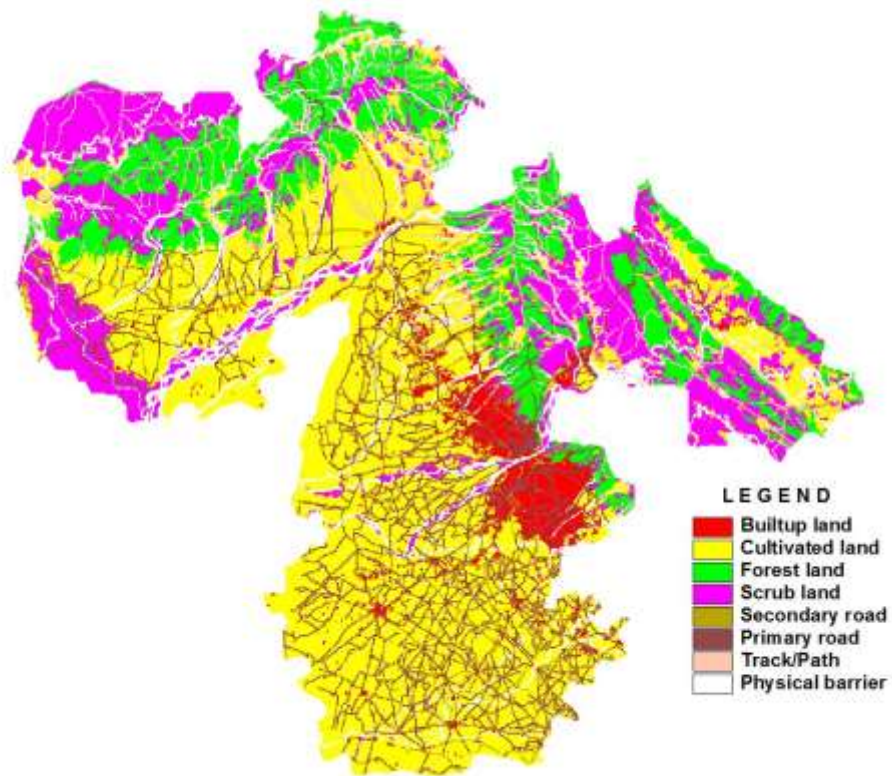 LEGEND
Builtup land
Cultivated land
Forest land
Scrub land
Secondary road
Primary road
Track/Path
Physical barrier